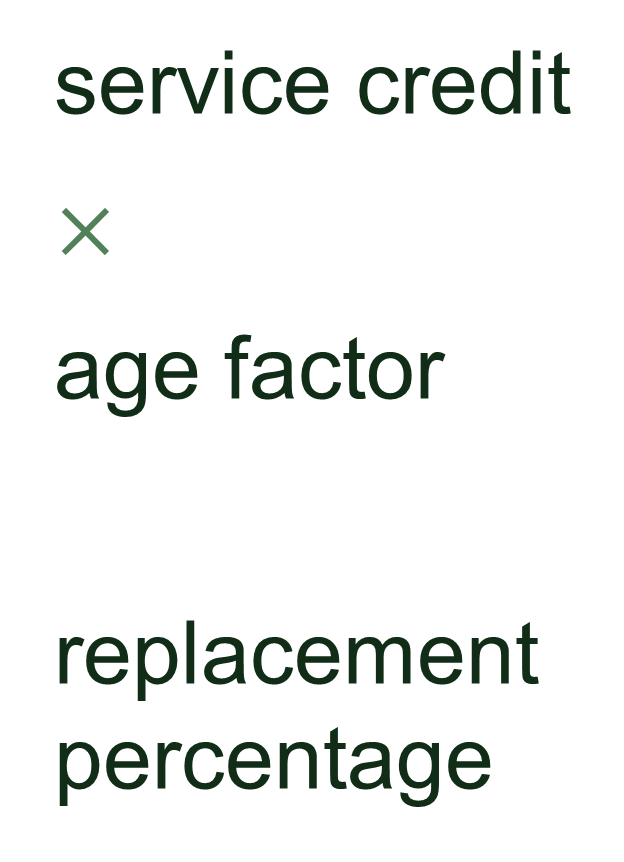 service credit
×
age factor
replacement
percentage